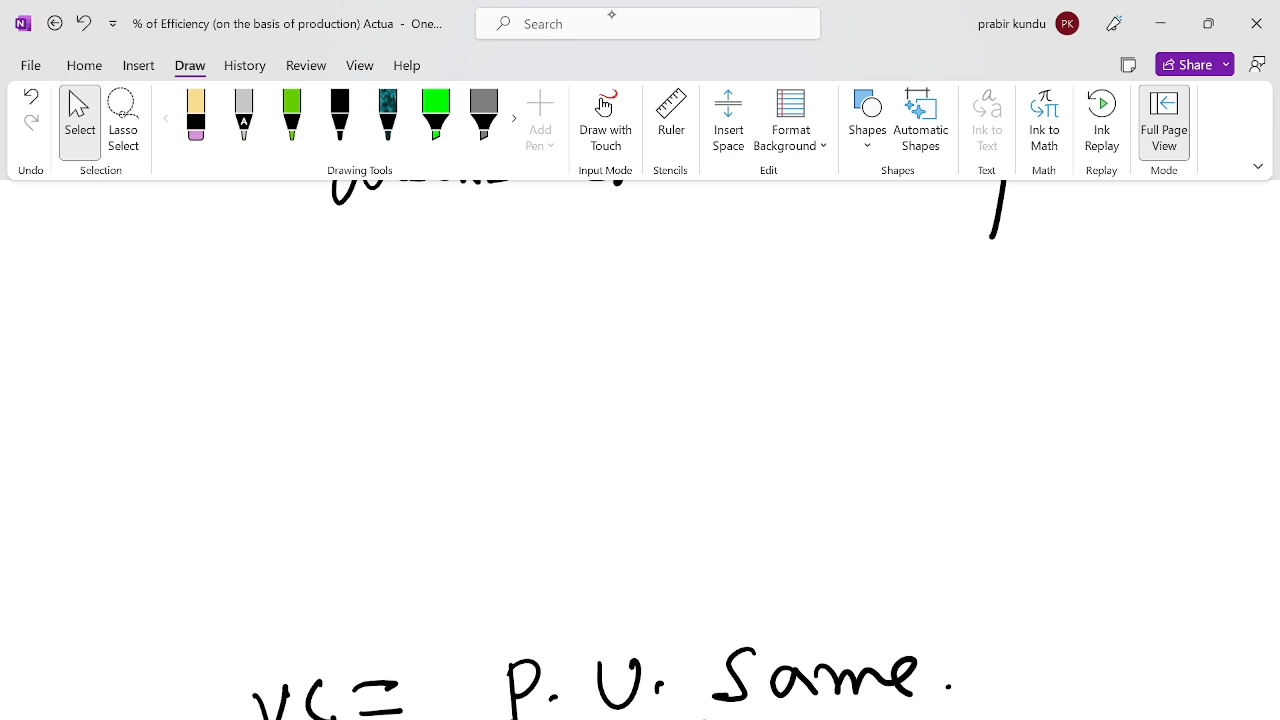 % of Efficiency (on the basis of production) Actua - One...
Search
prabir kundu PK
File Home Insert Draw History Review View Help
Share
Select
Lasso Select
Add Pen
Draw with Touch
Ruler
Insert Space
Format Background
Shapes
Automatic Shapes
Ink to Text
Ink to Math
Ink Replay
Full Page View
Undo Selection Drawing Tools Input Mode Stencils Edit Shapes Text Math Replay Mode
VC = P. U. Same.